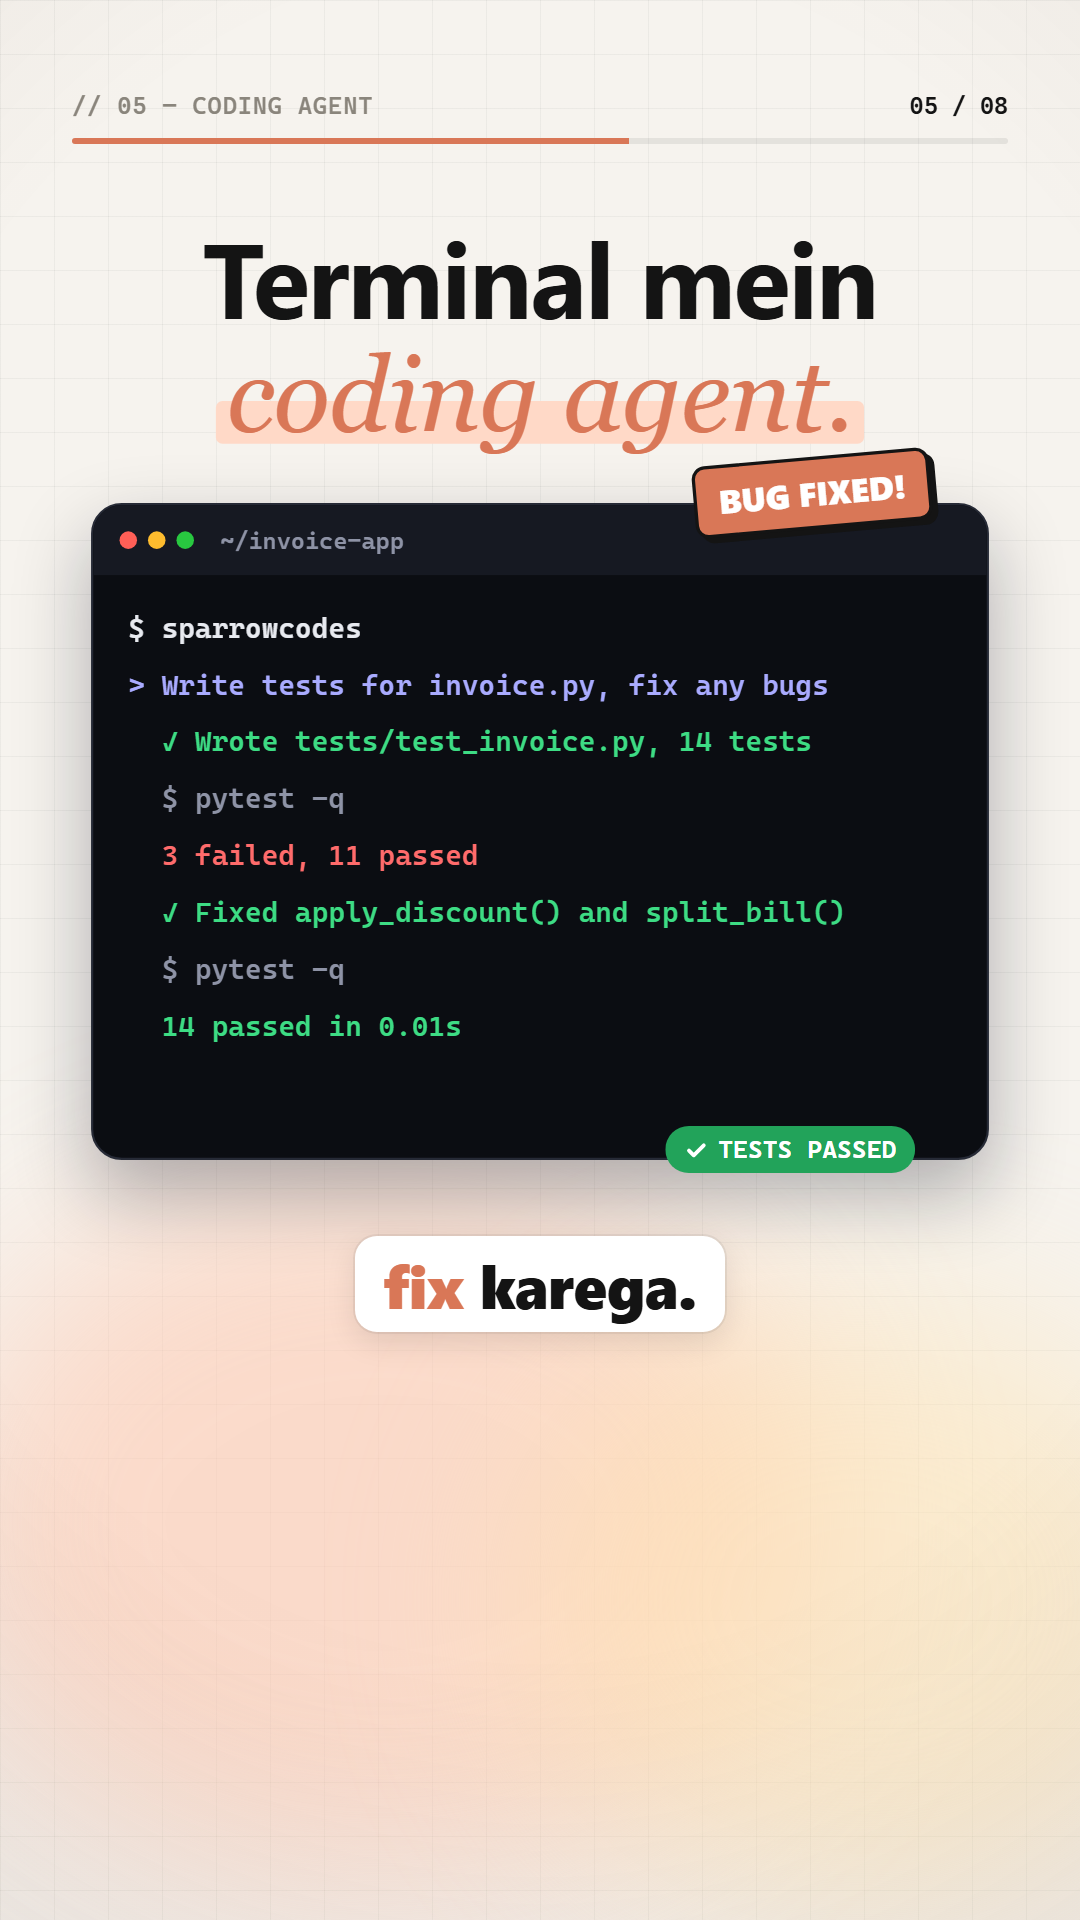 // 05 – CODING AGENT
05 / 08
Terminal mein
coding agent.
BUG FIXED!
~/invoice-app
$ sparrowcodes
> Write tests for invoice.py, fix any bugs
✓ Wrote tests/test_invoice.py, 14 tests
$ pytest -q
3 failed, 11 passed
✓ Fixed apply_discount() and split_bill()
$ pytest -q
14 passed in 0.01s
✓ TESTS PASSED
fix karega.